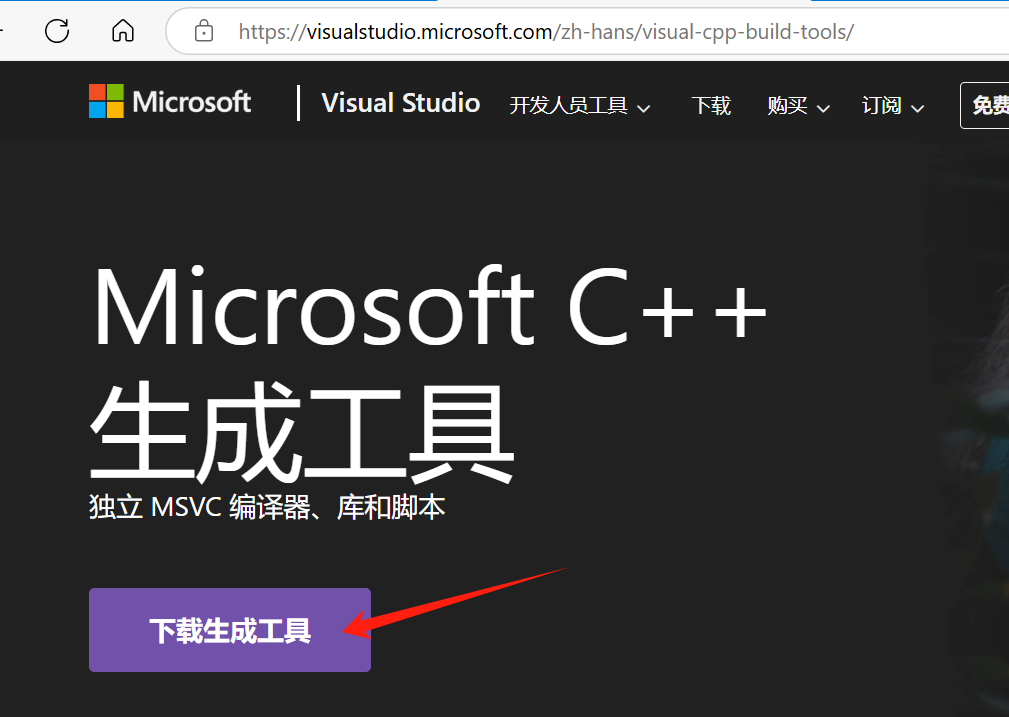 https://visualstudio.microsoft.com/zh-hans/visual-cpp-build-tools/
Microsoft Visual Studio 开发人员工具 下载 购买 订阅 免费
Microsoft C++
生成工具
独立 MSVC 编译器、库和脚本
下载生成工具